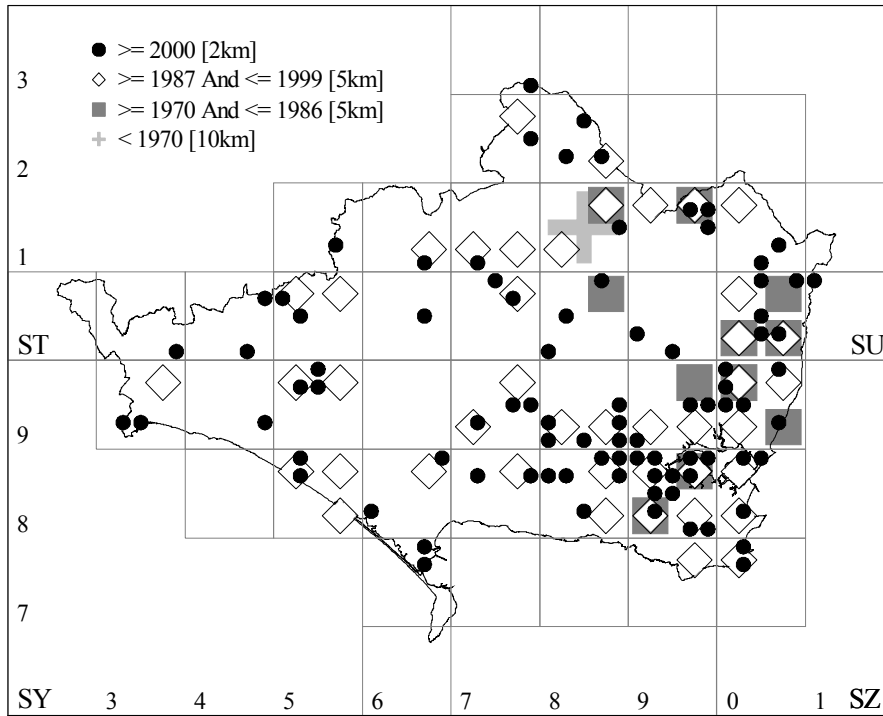 >= 2000 [2km]
3
>= 1987 And <= 1999 [5km]
>= 1970 And <= 1986 [5km]
< 1970 [10km]
2
1
ST SU
9
8
7
SY 3 4 5 6 7 8 9 0 1 SZ